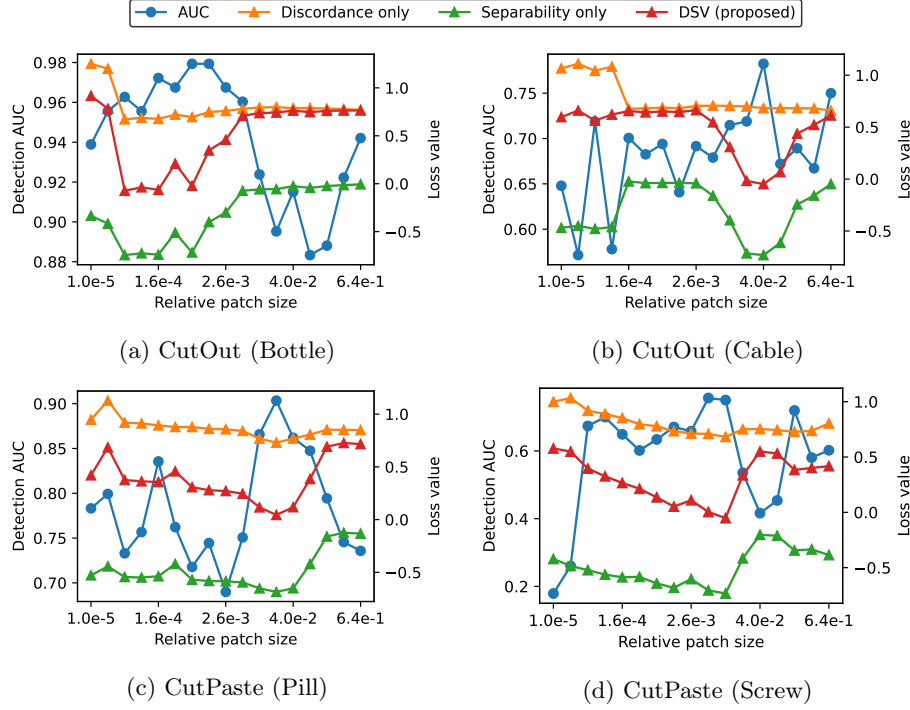 AUC Discordance only Separability only DSV (proposed)
0.98
0.96
0.94
0.92
0.90
0.88
Detection AUC
1.0
0.5
0.0
−0.5
Loss value
1.0e-5 1.6e-4 2.6e-3 4.0e-2 6.4e-1
Relative patch size
(a) CutOut (Bottle)
0.75
0.70
0.65
0.60
Detection AUC
1.0
0.5
0.0
−0.5
Loss value
1.0e-5 1.6e-4 2.6e-3 4.0e-2 6.4e-1
Relative patch size
(b) CutOut (Cable)
0.90
0.85
0.80
0.75
0.70
Detection AUC
1.0
0.5
0.0
−0.5
Loss value
1.0e-5 1.6e-4 2.6e-3 4.0e-2 6.4e-1
Relative patch size
(c) CutPaste (Pill)
0.6
0.4
0.2
Detection AUC
1.0
0.5
0.0
−0.5
Loss value
1.0e-5 1.6e-4 2.6e-3 4.0e-2 6.4e-1
Relative patch size
(d) CutPaste (Screw)